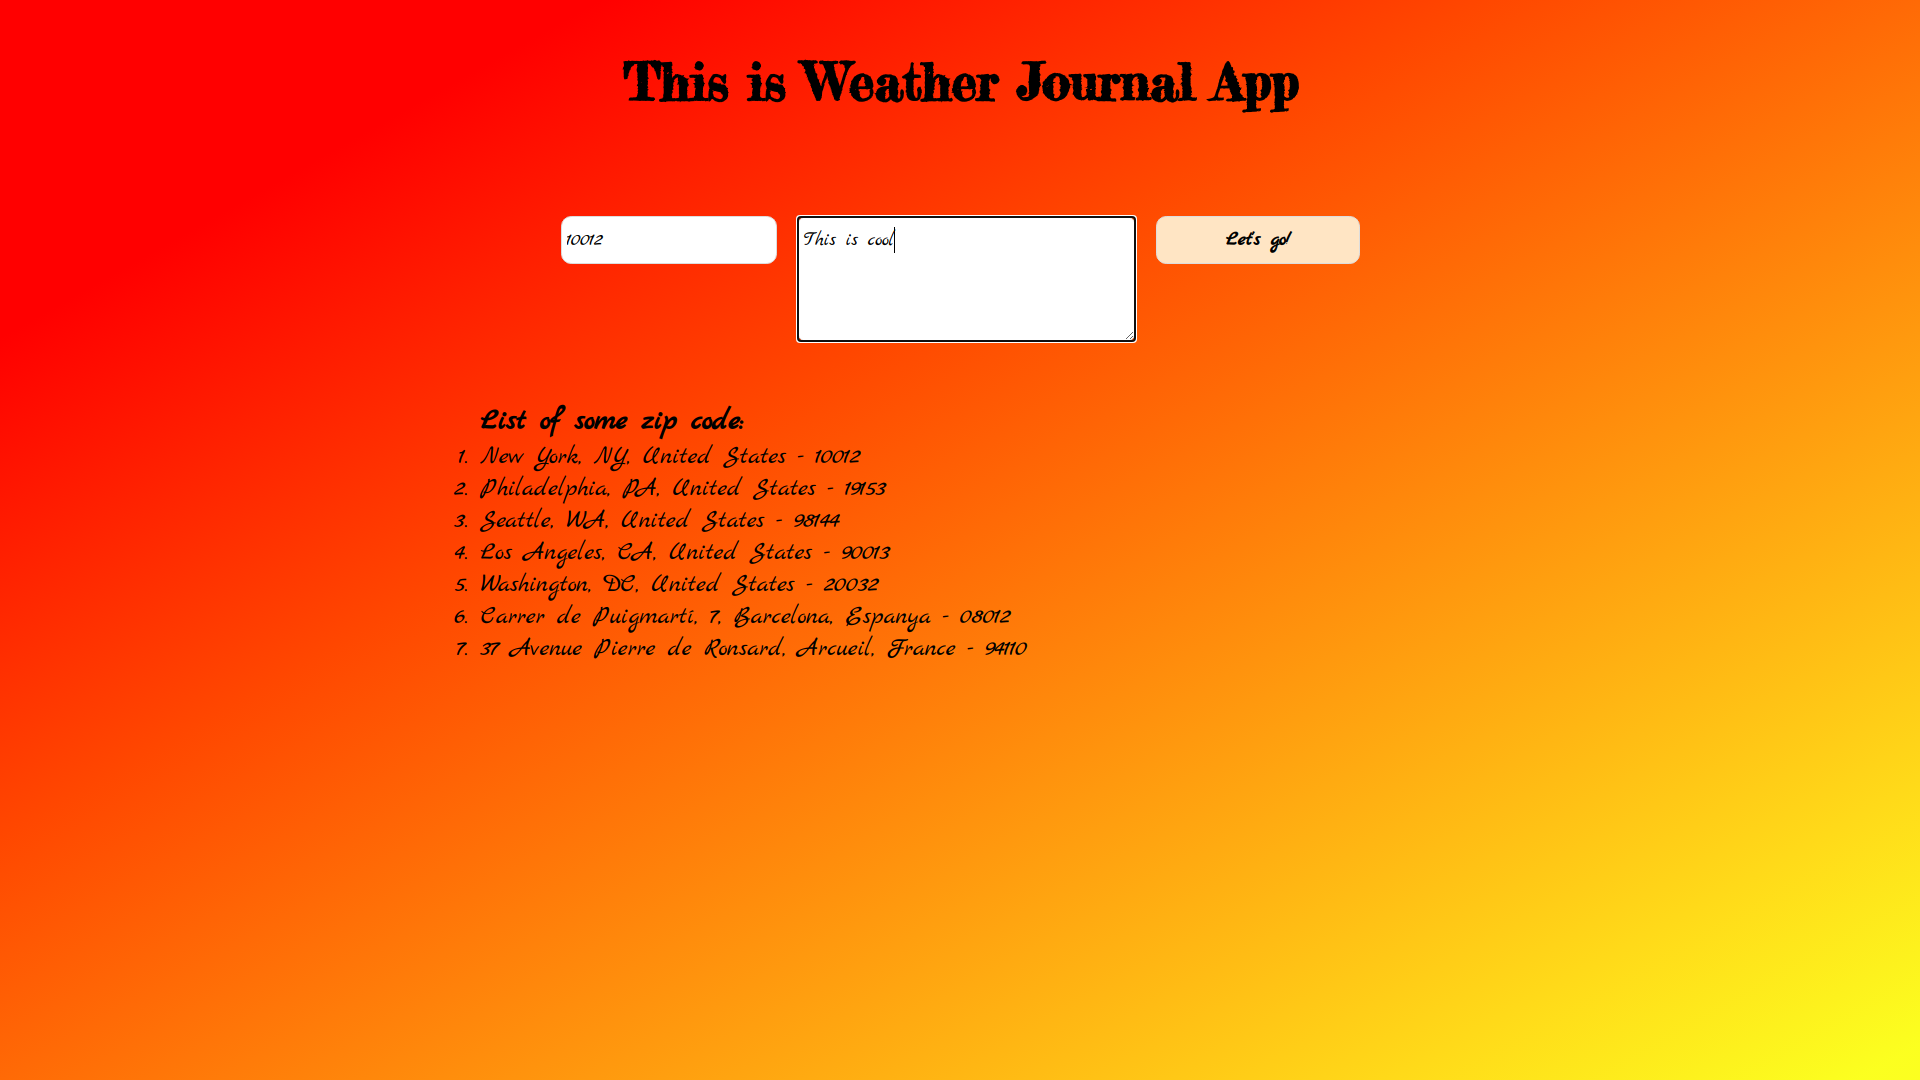 This is Weather Journal App
10012
This is cool
Let's go!
List of some zip code:
1. New York, NY, United States - 10012
2. Philadelphia, PA, United States - 19153
3. Seattle, WA, United States - 98144
4. Los Angeles, CA, United States - 90013
5. Washington, DC, United States - 20032
6. Carrer de Puigmartí, 7, Barcelona, Espanya - 08012
7. 37 Avenue Pierre de Ronsard, Arcueil, France - 94110